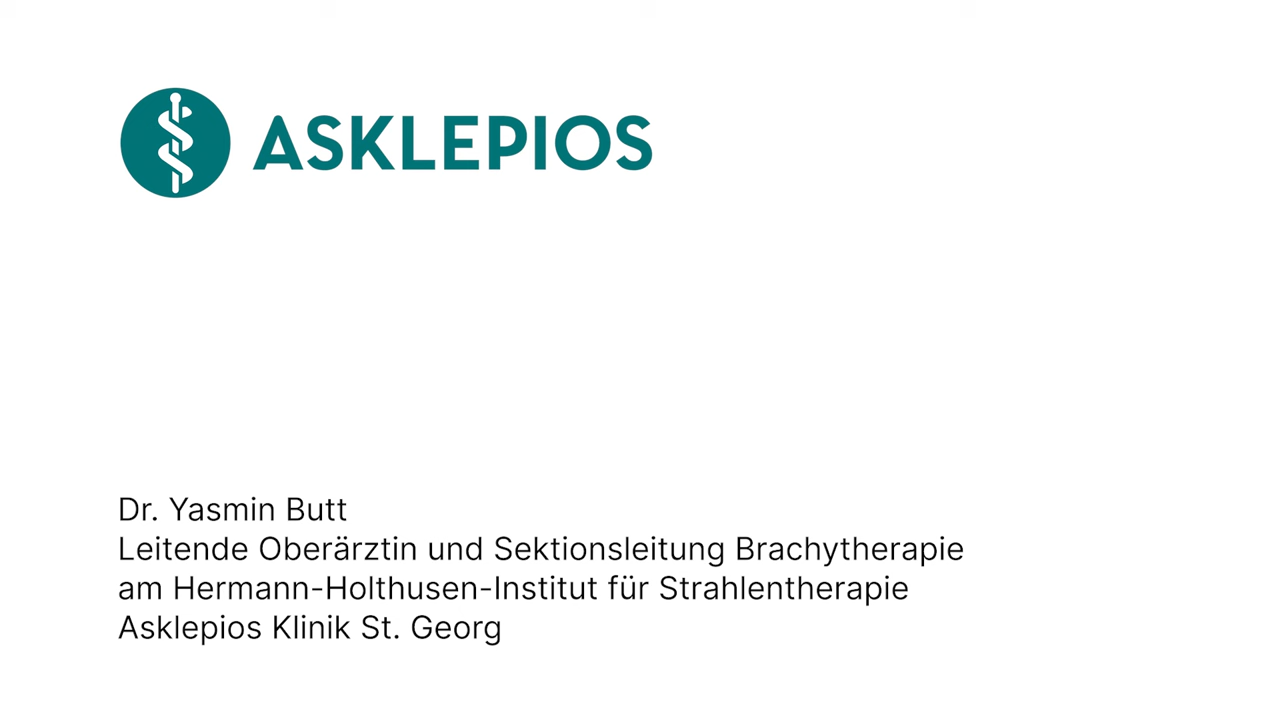 ASKLEPIOS
Dr. Yasmin Butt
Leitende Oberärztin und Sektionsleitung Brachytherapie
am Hermann-Holthusen-Institut für Strahlentherapie
Asklepios Klinik St. Georg